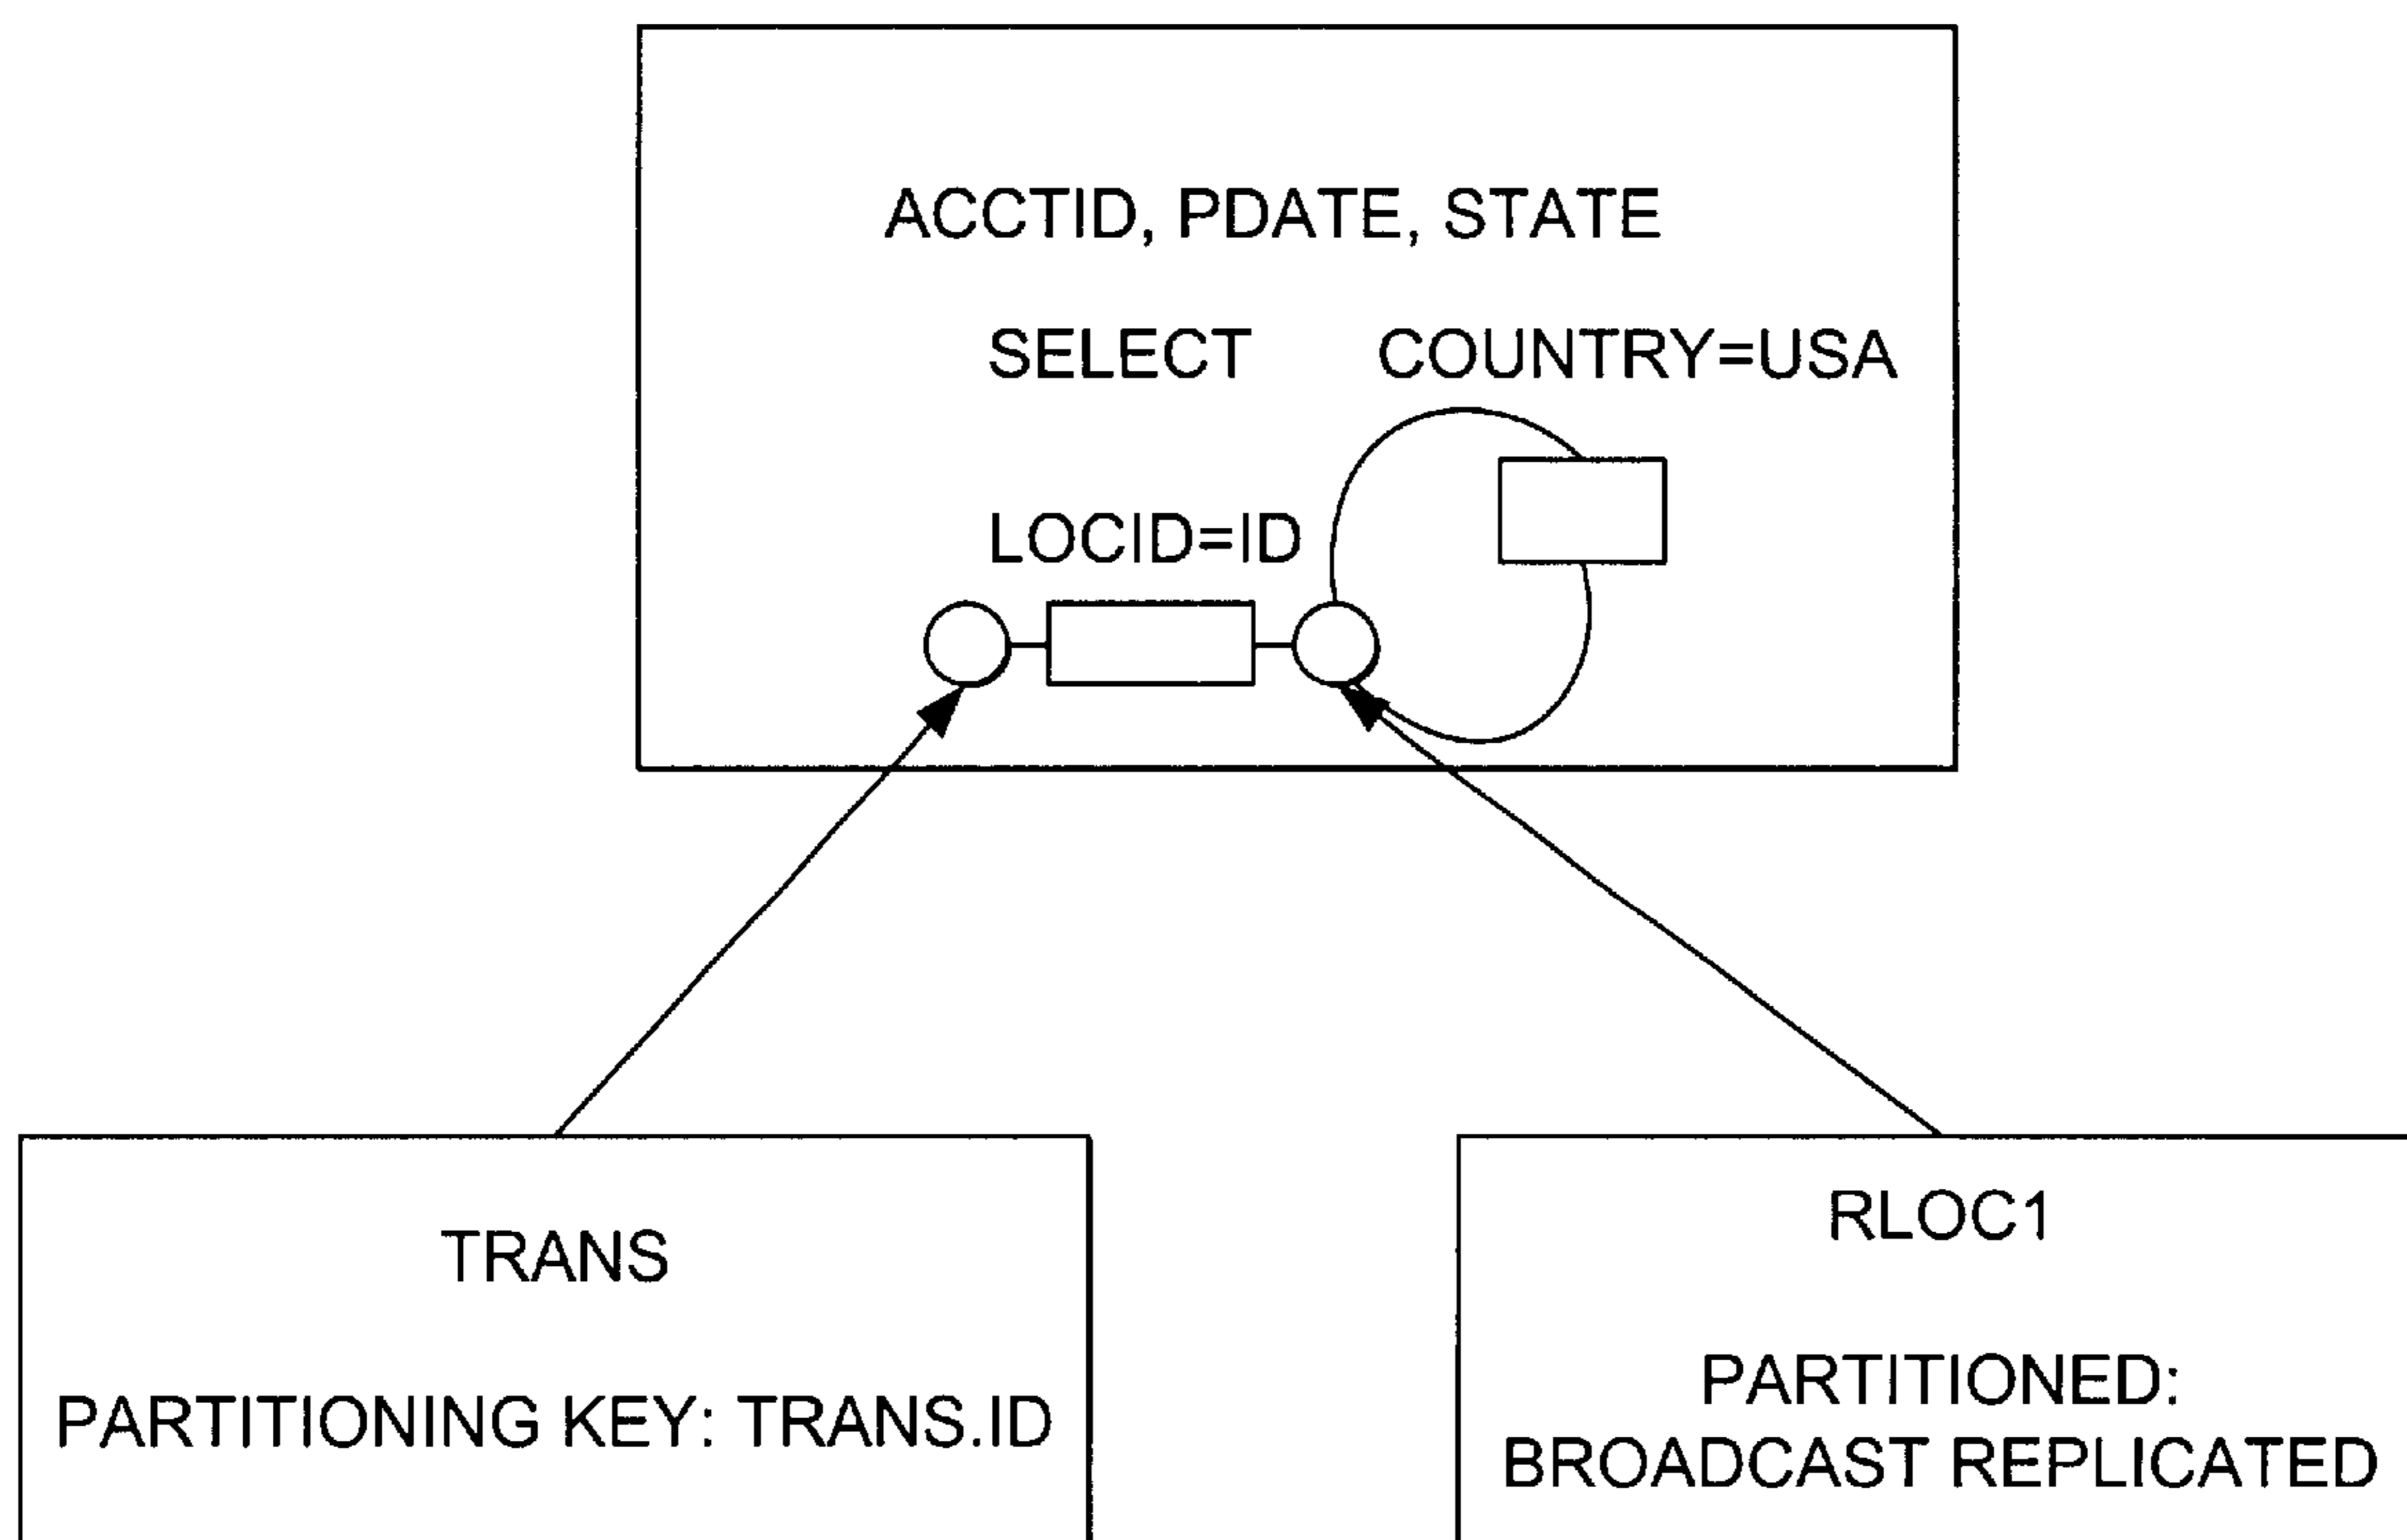 ACCTID, PDATE, STATE
SELECT COUNTRY=USA
LOCID=ID
TRANS
PARTITIONING KEY: TRANS.ID
RLOC1
PARTITIONED:
BROADCAST REPLICATED